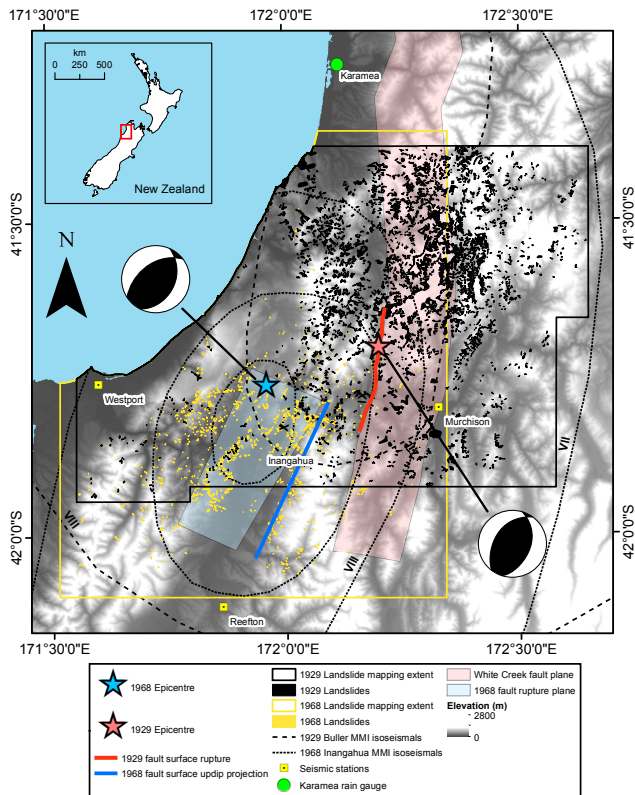 171°30'0"E
172°0'0"E
172°30'0"E
km
0 250 500
New Zealand
Karamea
41°30'0"S
41°30'0"S
N
Westport
Murchison
Inangahua
VII
42°0'0"S
42°0'0"S
VIII
VIII
Reefton
171°30'0"E
172°0'0"E
172°30'0"E
1968 Epicentre
1929 Epicentre
1929 fault surface rupture
1968 fault surface updip projection
1929 Landslide mapping extent
1929 Landslides
1968 Landslide mapping extent
1968 Landslides
1929 Buller MMI isoseismals
1968 Inangahua MMI isoseismals
Seismic stations
Karamea rain gauge
White Creek fault plane
1968 fault rupture plane
Elevation (m)
2800
0